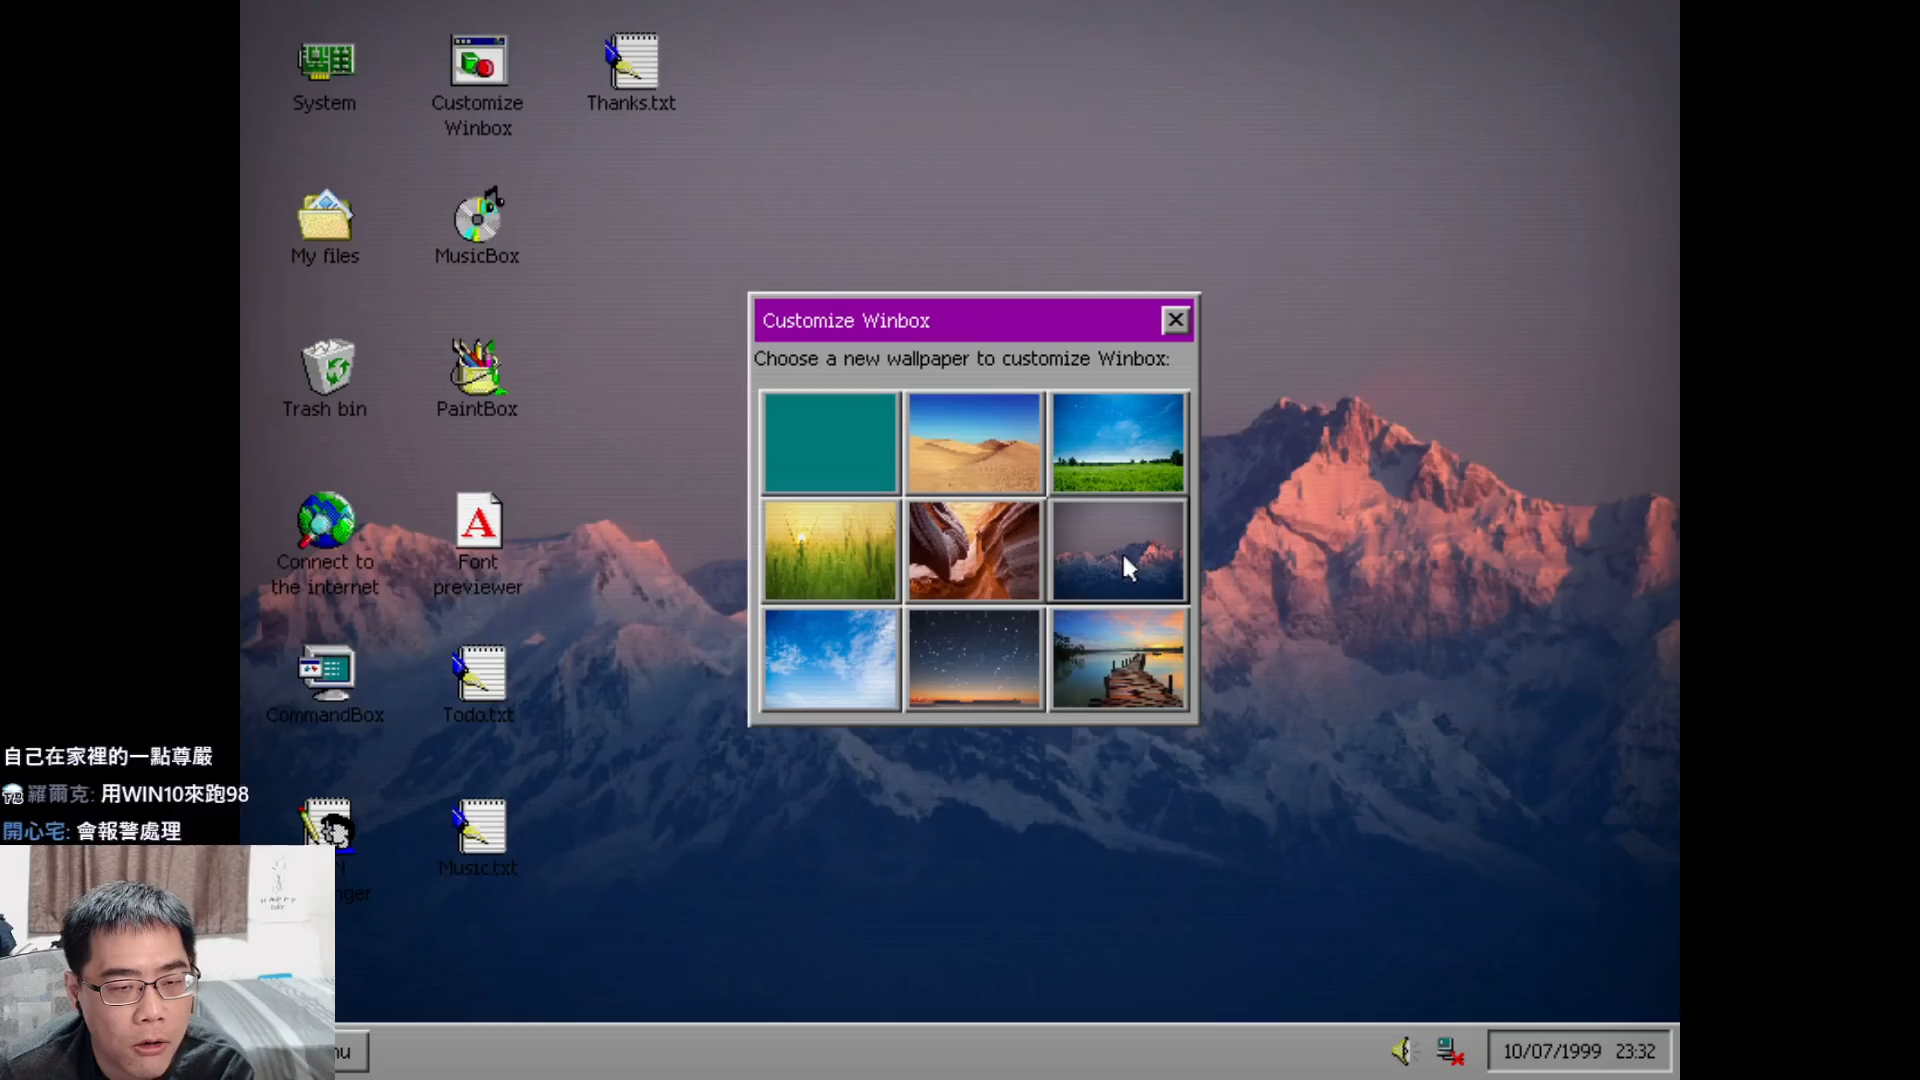 System
Customize
Winbox
Thanks.txt
My files
MusicBox
Trash bin
PaintBox
Connect to
the internet
Font
previewer
CommandBox
Todo.txt
Music.txt
Customize Winbox
Choose a new wallpaper to customize Winbox:
自己在家裡的一點尊嚴
羅爾克: 用WIN10來跑98
開心宅: 會報警處理
HAPPY
10/07/1999 23:32